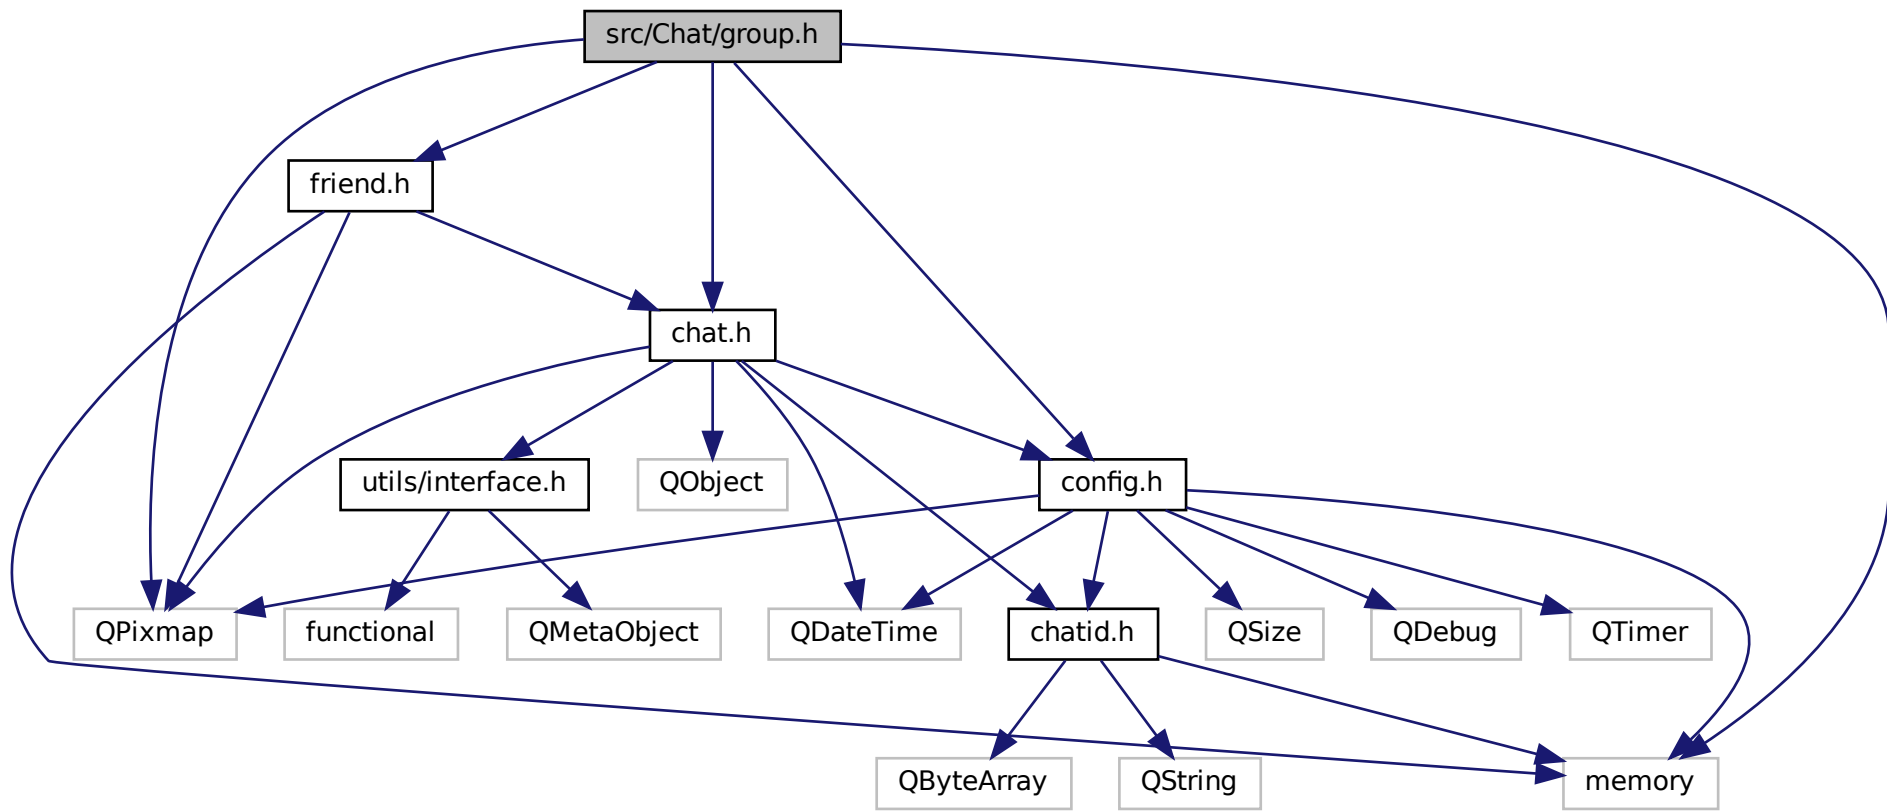 src/Chat/group.h
friend.h
chat.h
utils/interface.h
QObject
config.h
QPixmap
functional
QMetaObject
QDateTime
chatid.h
QSize
QDebug
QTimer
QByteArray
QString
memory